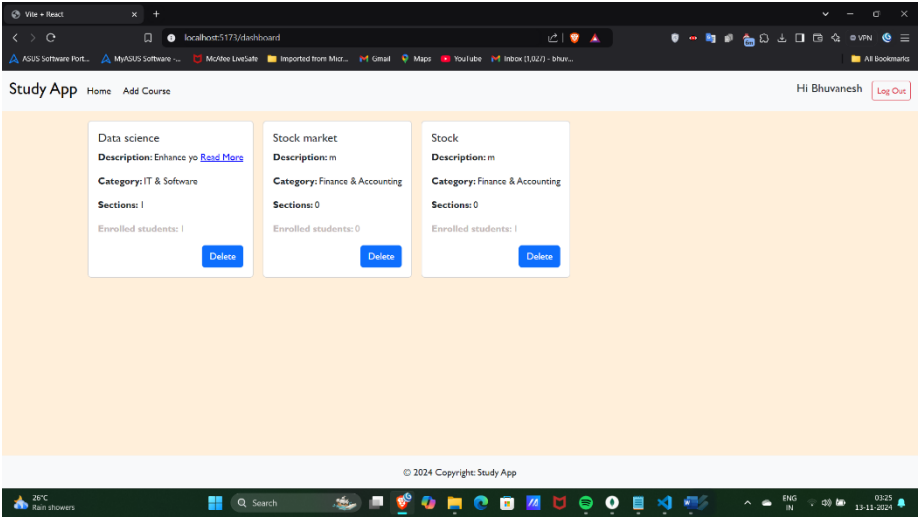 Vite + React
localhost:5173/dashboard
VPN
ASUS Software Port... MyASUS Software -... McAfee LiveSafe Imported from Micr... Gmail Maps YouTube Inbox (1,027) - bhuv... All Bookmarks
Study App Home Add Course Hi Bhuvanesh Log Out
Data science
Description: Enhance yo Read More
Category: IT & Software
Sections: 1
Enrolled students: 1
Delete
Stock market
Description: m
Category: Finance & Accounting
Sections: 0
Enrolled students: 0
Delete
Stock
Description: m
Category: Finance & Accounting
Sections: 0
Enrolled students: 1
Delete
© 2024 Copyright: Study App
26°C
Rain showers
Search
ENG
IN
03:25
13-11-2024